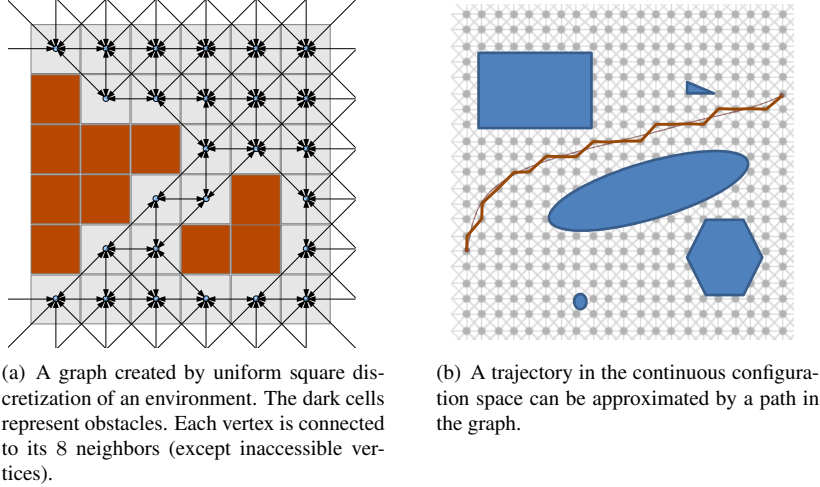 (a) A graph created by uniform square dis-
cretization of an environment. The dark cells
represent obstacles. Each vertex is connected
to its 8 neighbors (except inaccessible ver-
tices).
(b) A trajectory in the continuous configura-
tion space can be approximated by a path in
the graph.